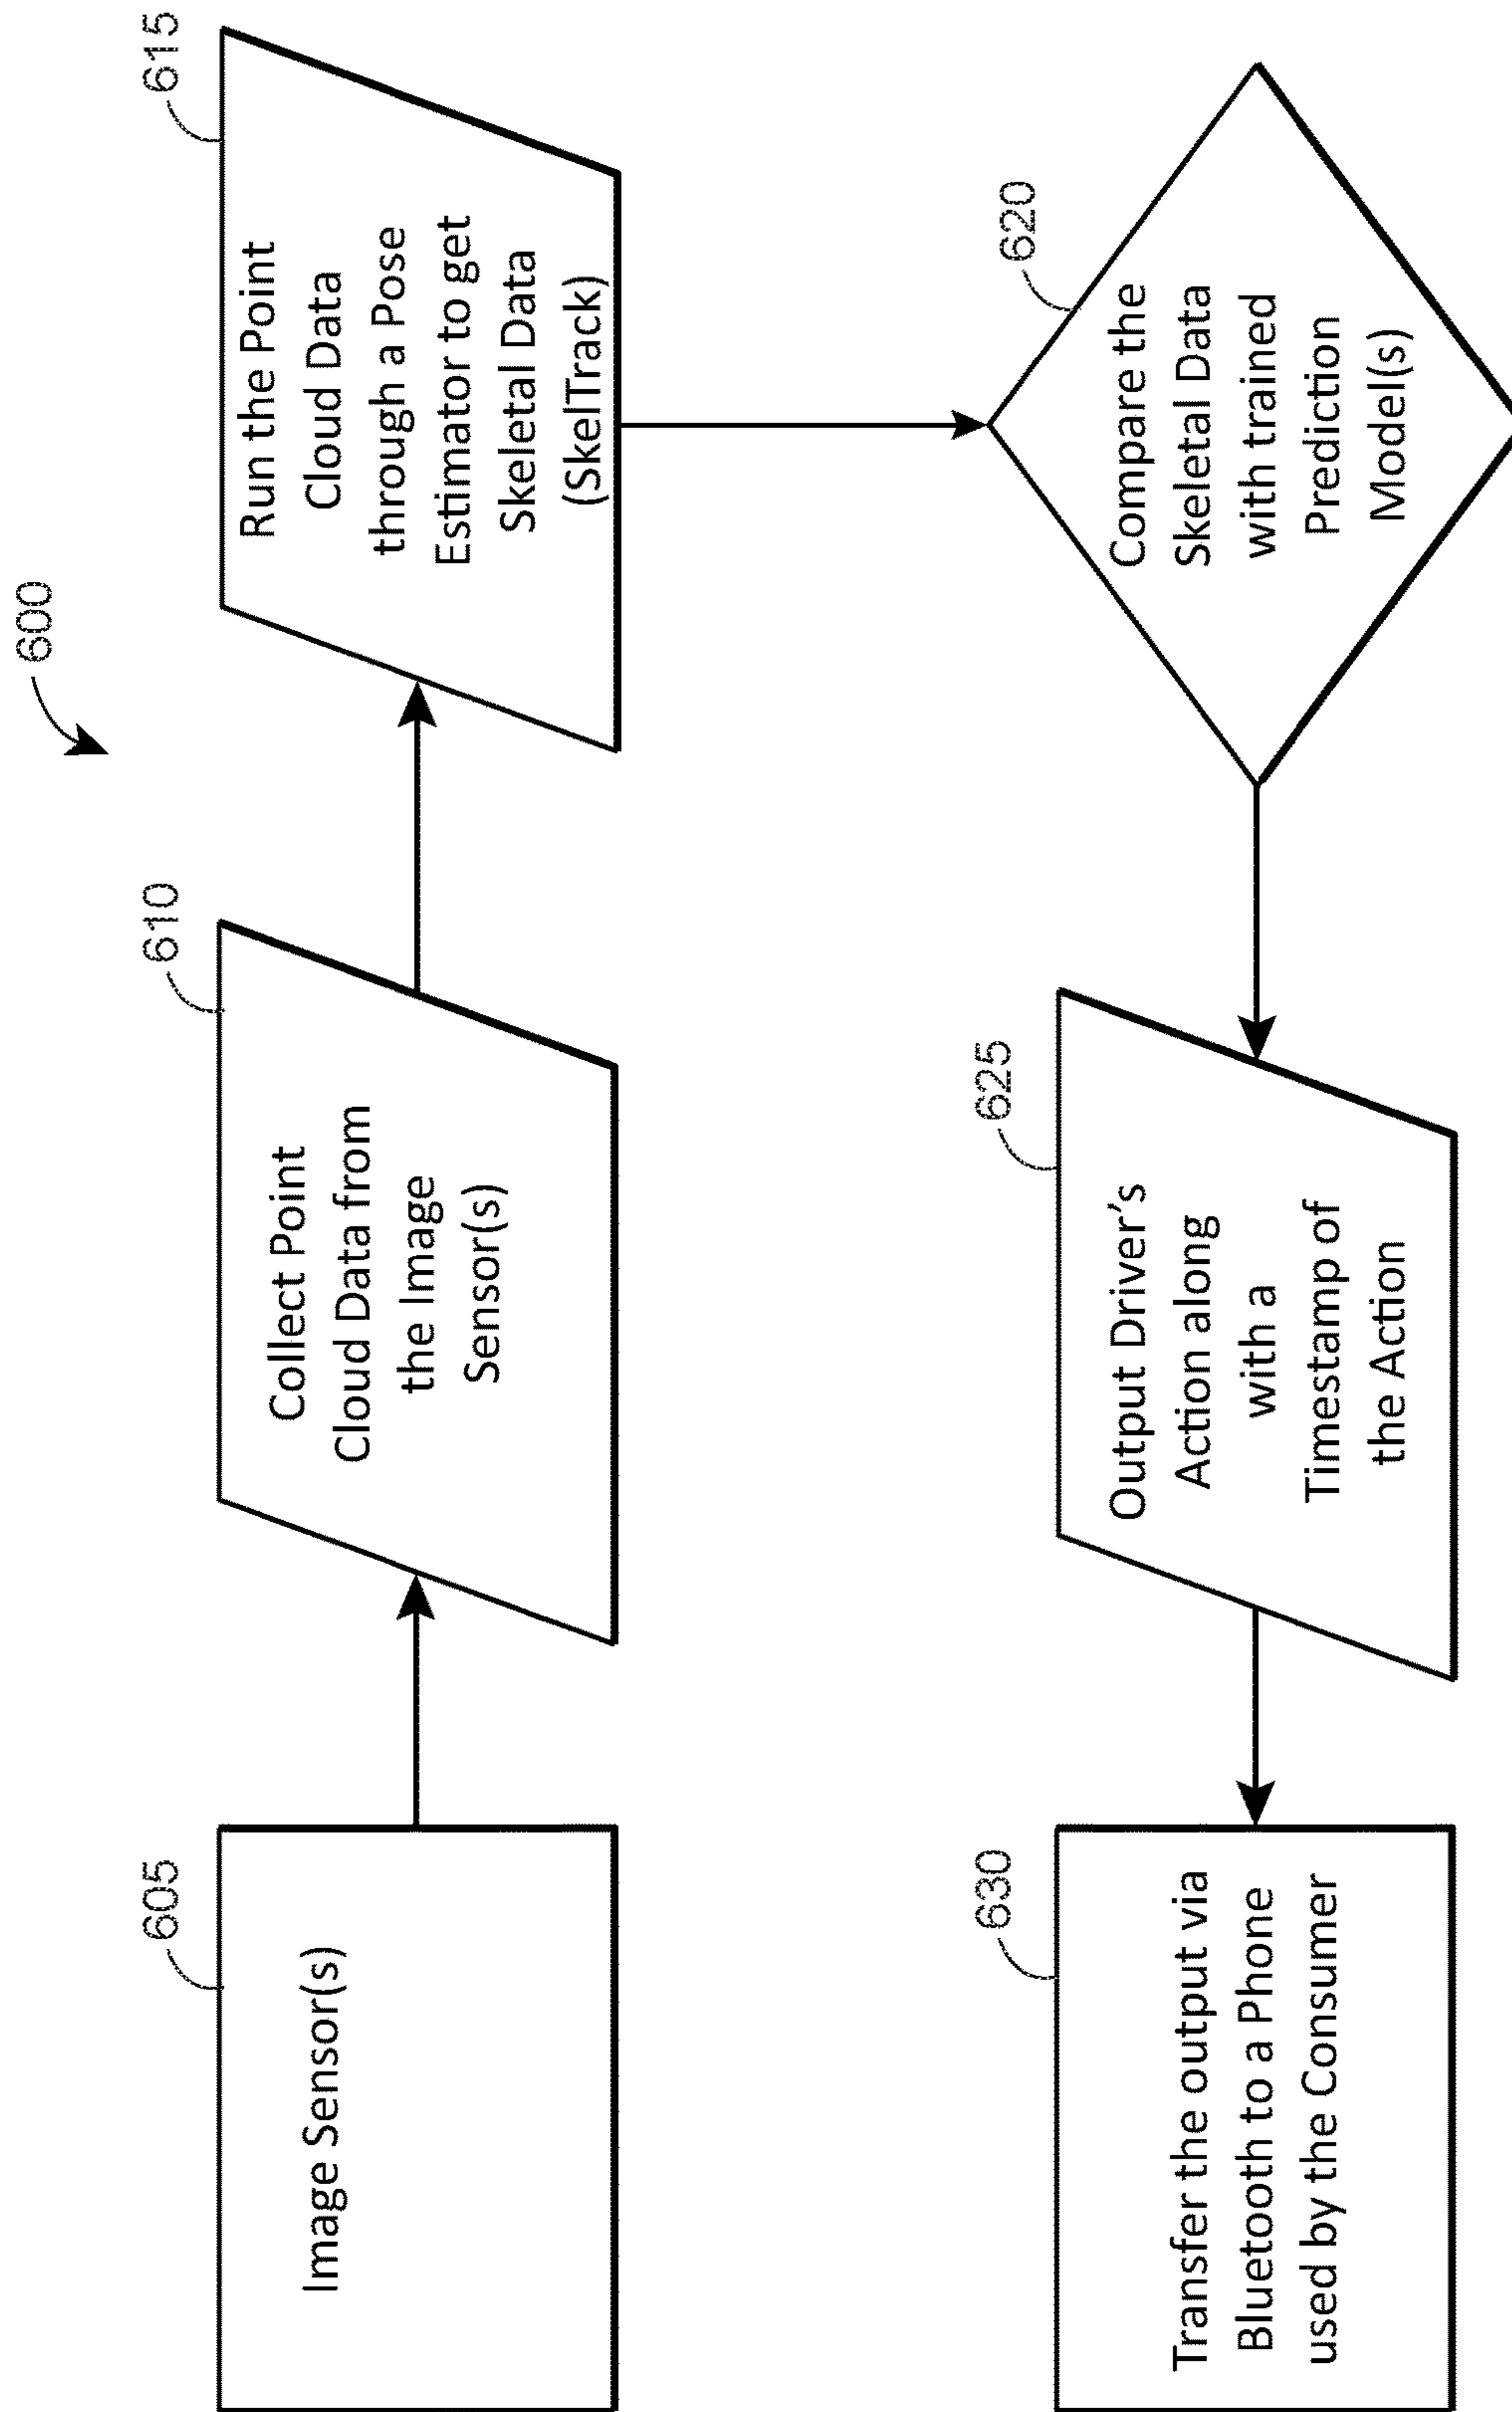 600
605
Image Sensor(s)
610
Collect Point
Cloud Data from
the Image
Sensor(s)
615
Run the Point
Cloud Data
through a Pose
Estimator to get
Skeletal Data
(SkelTrack)
620
Compare the
Skeletal Data
with trained
Prediction
Model(s)
625
Output Driver’s
Action along
with a
Timestamp of
the Action
630
Transfer the output via
Bluetooth to a Phone
used by the Consumer